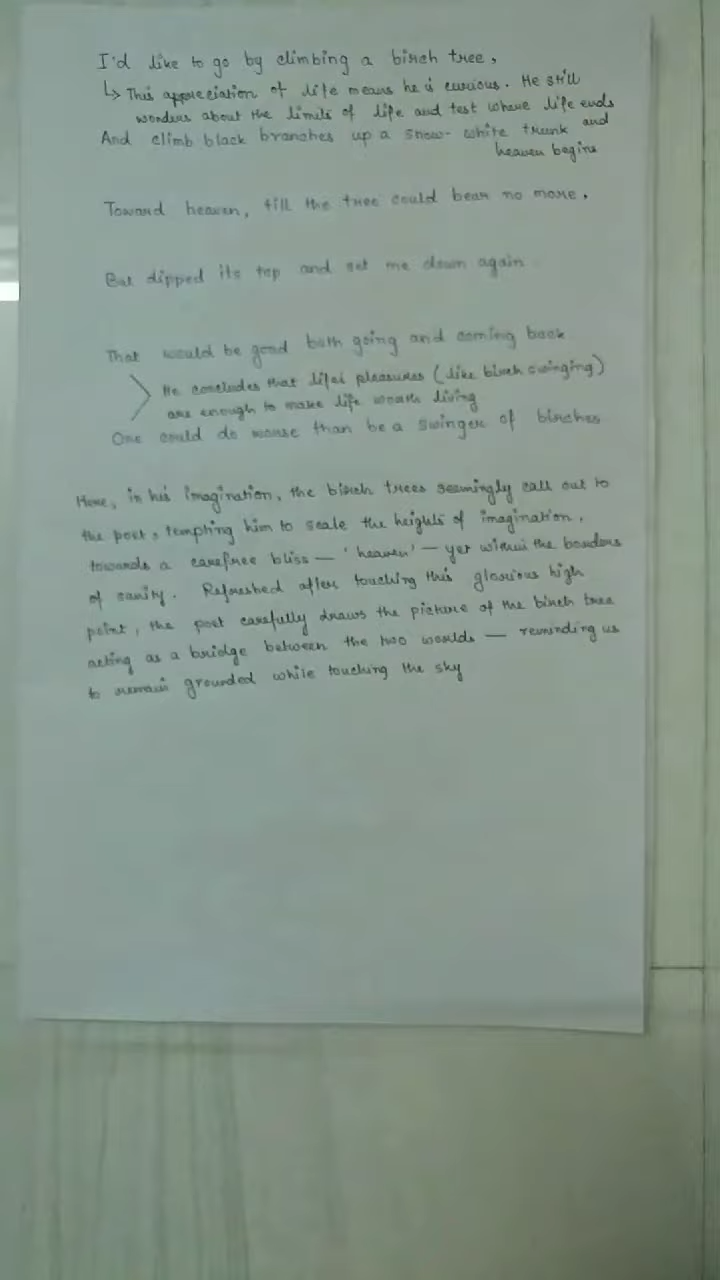 I'd like to go by climbing a birch tree,
↳ This appreciation of life means he is curious. He still
wonders about the limits of life and test where life ends
and
And climb black branches up a snow-white trunk
heaven begins
Toward heaven, till the tree could bear no more,
But dipped its top and set me down again
That would be good both going and coming back
He concludes that life's pleasures (like birch swinging)
are enough to make life worth living
One could do worse than be a swinger of birches
Here, in his imagination, the birch trees seemingly call out to
the poet, tempting him to scale the heights of imagination,
towards a carefree bliss — 'heaven' — yet within the borders
of sanity. Refreshed after touching this glorious high
point, the poet carefully draws the picture of the birch tree
acting as a bridge between the two worlds — reminding us
to remain grounded while touching the sky